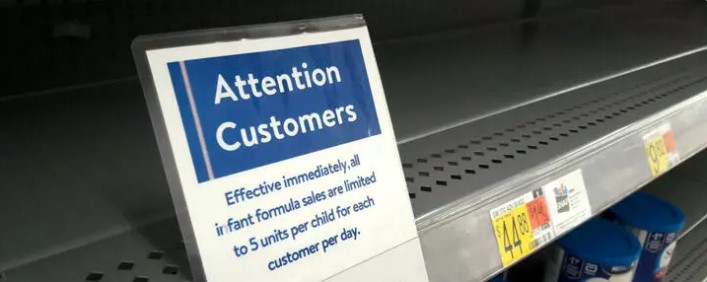 Attention
Customers
Effective immediately, all
infant formula sales are limited
to 5 units per child for each
customer per day.
$44 88